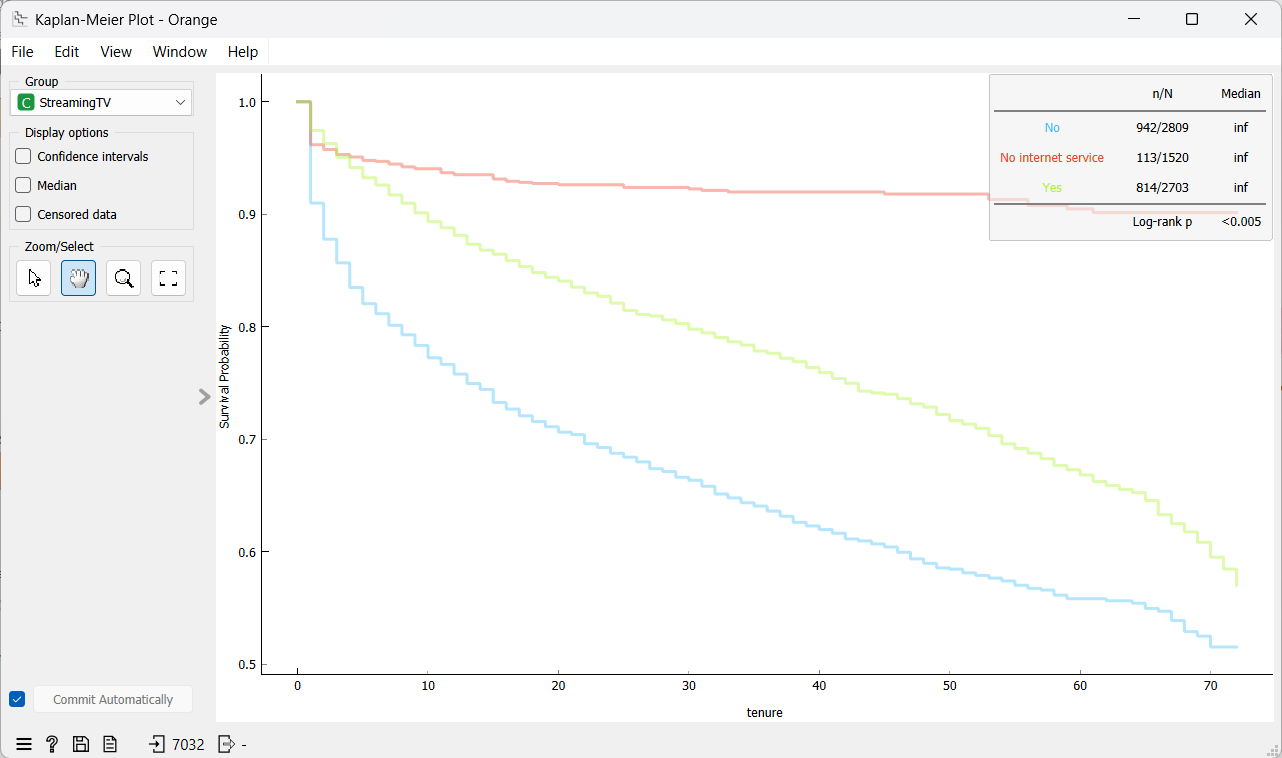 Kaplan-Meier Plot - Orange
File Edit View Window Help
Group
C StreamingTV
Display options
Confidence intervals
Median
Censored data
Zoom/Select
Commit Automatically
? 7032 -
Survival Probability
1.0
0.9
0.8
0.7
0.6
0.5
0 10 20 30 40 50 60 70
tenure
n/N Median
No 942/2809 inf
No internet service 113/1520 inf
Yes 814/2703 inf
Log-rank p <0.005